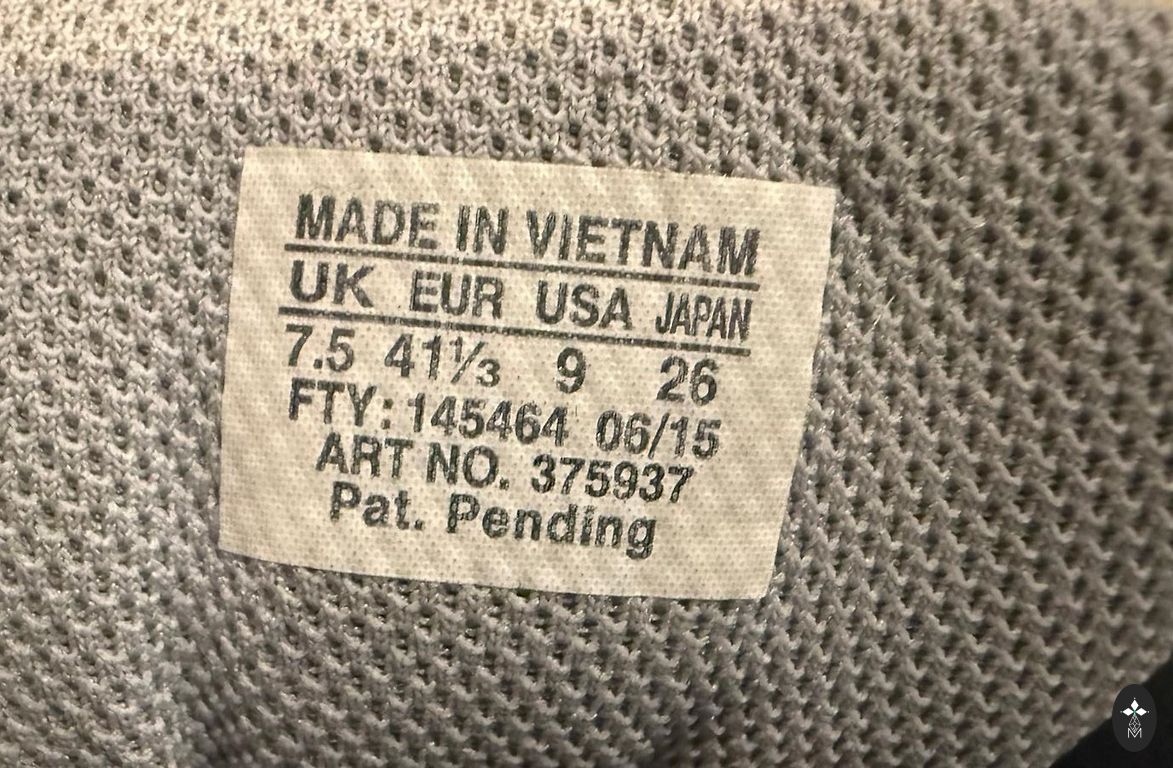 MADE IN VIETNAM
UK EUR USA JAPAN
7.5 41⅓ 9 26
FTY: 145464 06/15
ART NO. 375937
Pat. Pending
M